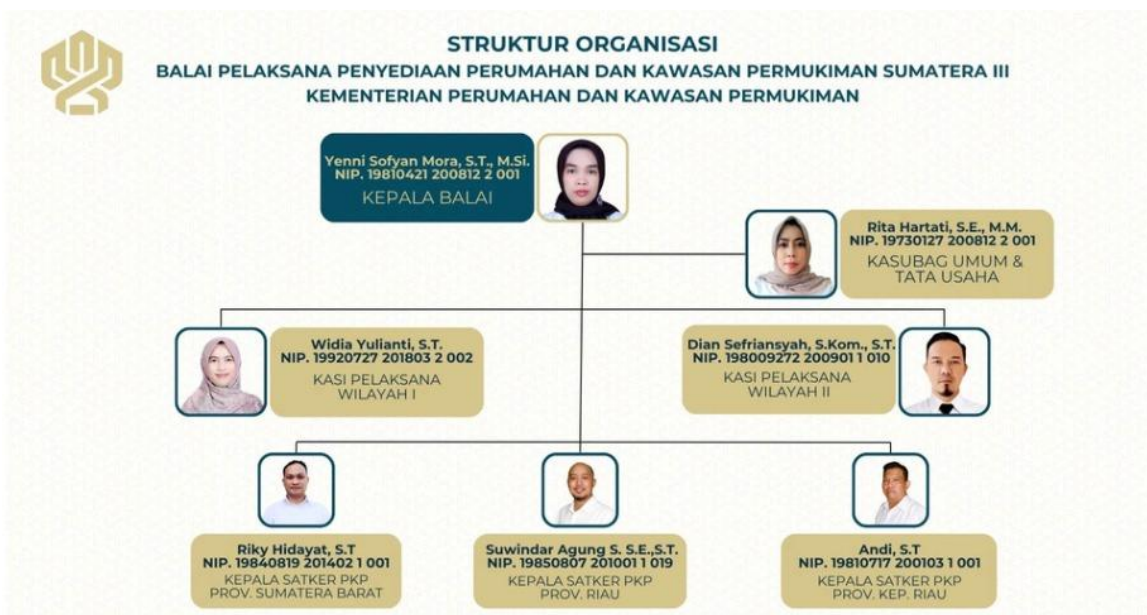 STRUKTUR ORGANISASI
BALAI PELAKSANA PENYEDIAAN PERUMAHAN DAN KAWASAN PERMUKIMAN SUMATERA III
KEMENTERIAN PERUMAHAN DAN KAWASAN PERMUKIMAN
Yenni Sofyan Mora, S.T., M.Si.
NIP. 19810421 200812 2 001
KEPALA BALAI
Rita Hartati, S.E., M.M.
NIP. 19730127 200812 2 001
KASUBAG UMUM &
TATA USAHA
Widia Yulianti, S.T.
NIP. 19920727 201803 2 002
KASI PELAKSANA
WILAYAH I
Dian Sefriansyah, S.Kom., S.T.
NIP. 198009272 200901 1 010
KASI PELAKSANA
WILAYAH II
Riky Hidayat, S.T
NIP. 19840819 201402 1 001
KEPALA SATKER PKP
PROV. SUMATERA BARAT
Suwindar Agung S. S.E.,S.T.
NIP. 19850807 201001 1 019
KEPALA SATKER PKP
PROV. RIAU
Andi, S.T
NIP. 19810717 200103 1 001
KEPALA SATKER PKP
PROV. KEP. RIAU